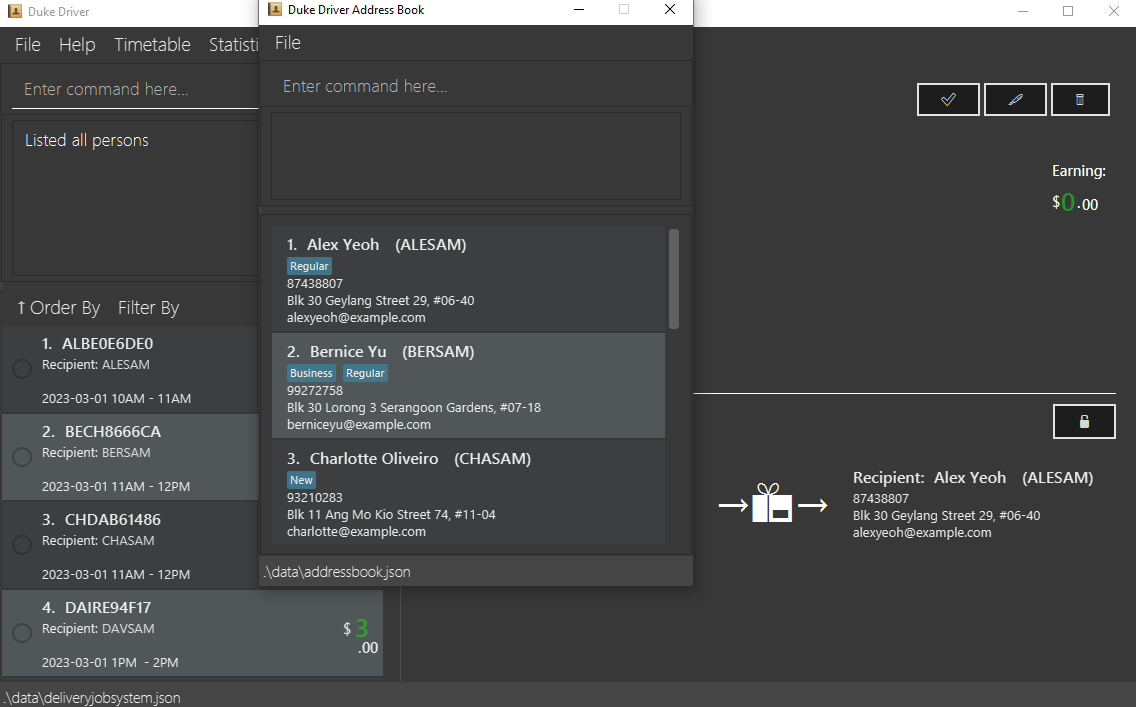 Duke Driver
File Help Timetable Statisti
Enter command here...
Listed all persons
↑ Order By Filter By
1. ALBE0E6DE0
Recipient: ALESAM
2023-03-01 10AM - 11AM
2. BECH8666CA
Recipient: BERSAM
2023-03-01 11AM - 12PM
3. CHDAB61486
Recipient: CHASAM
2023-03-01 11AM - 12PM
4. DAIRE94F17
Recipient: DAVSAM
$ 3
.00
2023-03-01 1PM - 2PM
.\data\deliveryjobsystem.json
Duke Driver Address Book
File
Enter command here...
1. Alex Yeoh (ALESAM)
Regular
87438807
Blk 30 Geylang Street 29, #06-40
alexyeoh@example.com
2. Bernice Yu (BERSAM)
Business Regular
99272758
Blk 30 Lorong 3 Serangoon Gardens, #07-18
berniceyu@example.com
3. Charlotte Oliveiro (CHASAM)
New
93210283
Blk 11 Ang Mo Kio Street 74, #11-04
charlotte@example.com
.\data\addressbook.json
Earning:
$0.00
Recipient: Alex Yeoh (ALESAM)
87438807
Blk 30 Geylang Street 29, #06-40
alexyeoh@example.com